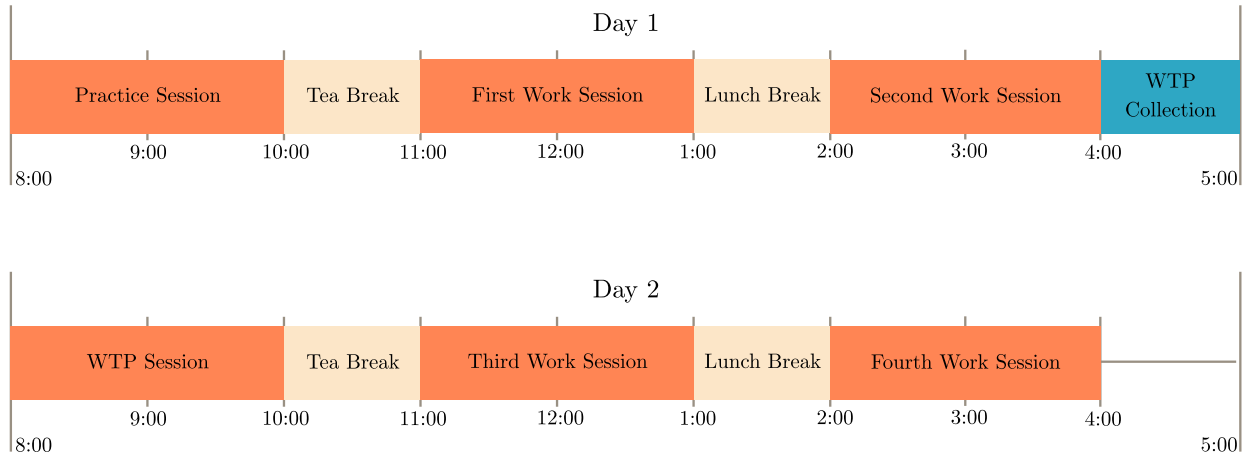 Day 1
Practice Session
Tea Break
First Work Session
Lunch Break
Second Work Session
WTP
Collection
9:00
10:00
11:00
12:00
1:00
2:00
3:00
4:00
8:00
5:00
Day 2
WTP Session
Tea Break
Third Work Session
Lunch Break
Fourth Work Session
9:00
10:00
11:00
12:00
1:00
2:00
3:00
4:00
8:00
5:00